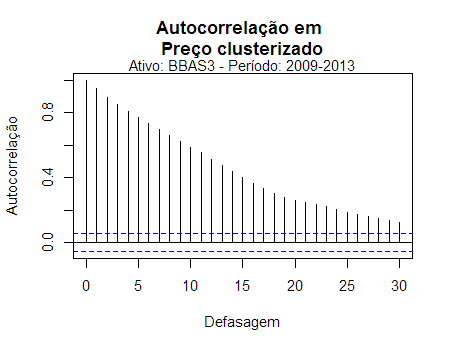 Autocorrelação em
Preço clusterizado
Ativo: BBAS3 - Período: 2009-2013
Autocorrelação
0.8
0.4
0.0
0 5 10 15 20 25 30
Defasagem